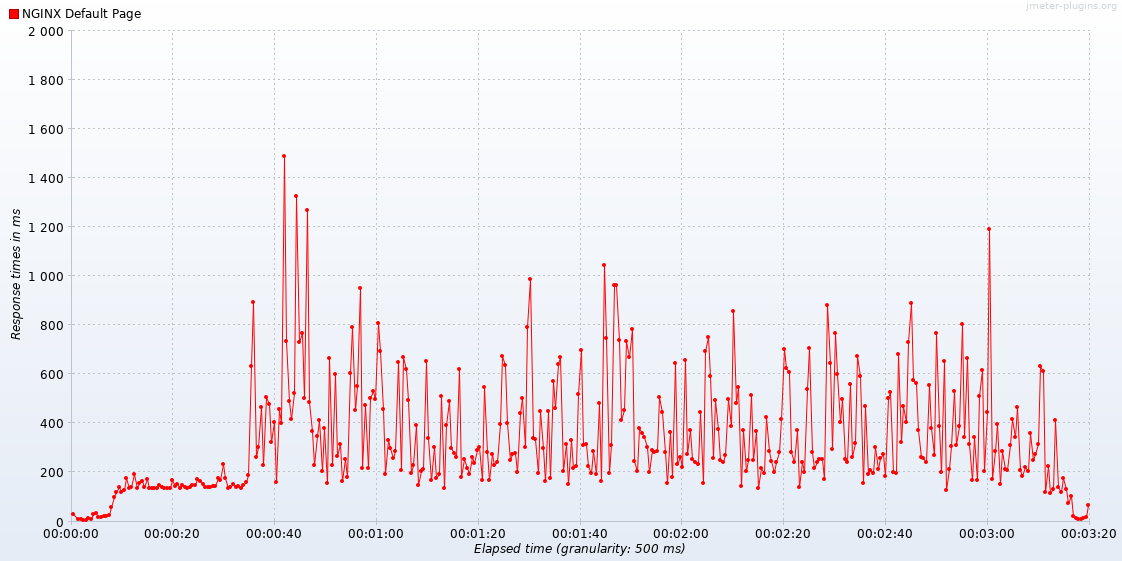 jmeter-plugins.org
NGINX Default Page
2 000
1 800
1 600
1 400
1 200
1 000
800
600
400
200
0
Response times in ms
00:00:00 00:00:20 00:00:40 00:01:00 00:01:20 00:01:40 00:02:00 00:02:20 00:02:40 00:03:00 00:03:20
Elapsed time (granularity: 500 ms)